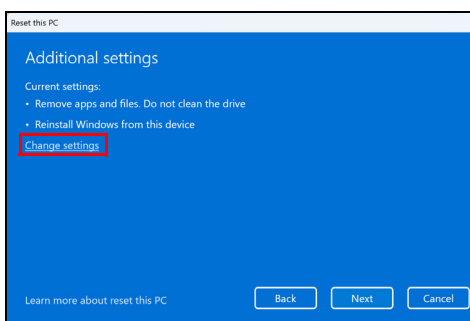 Reset this PC
Additional settings
Current settings:
• Remove apps and files. Do not clean the drive
• Reinstall Windows from this device
Change settings
Learn more about reset this PC
Back
Next
Cancel